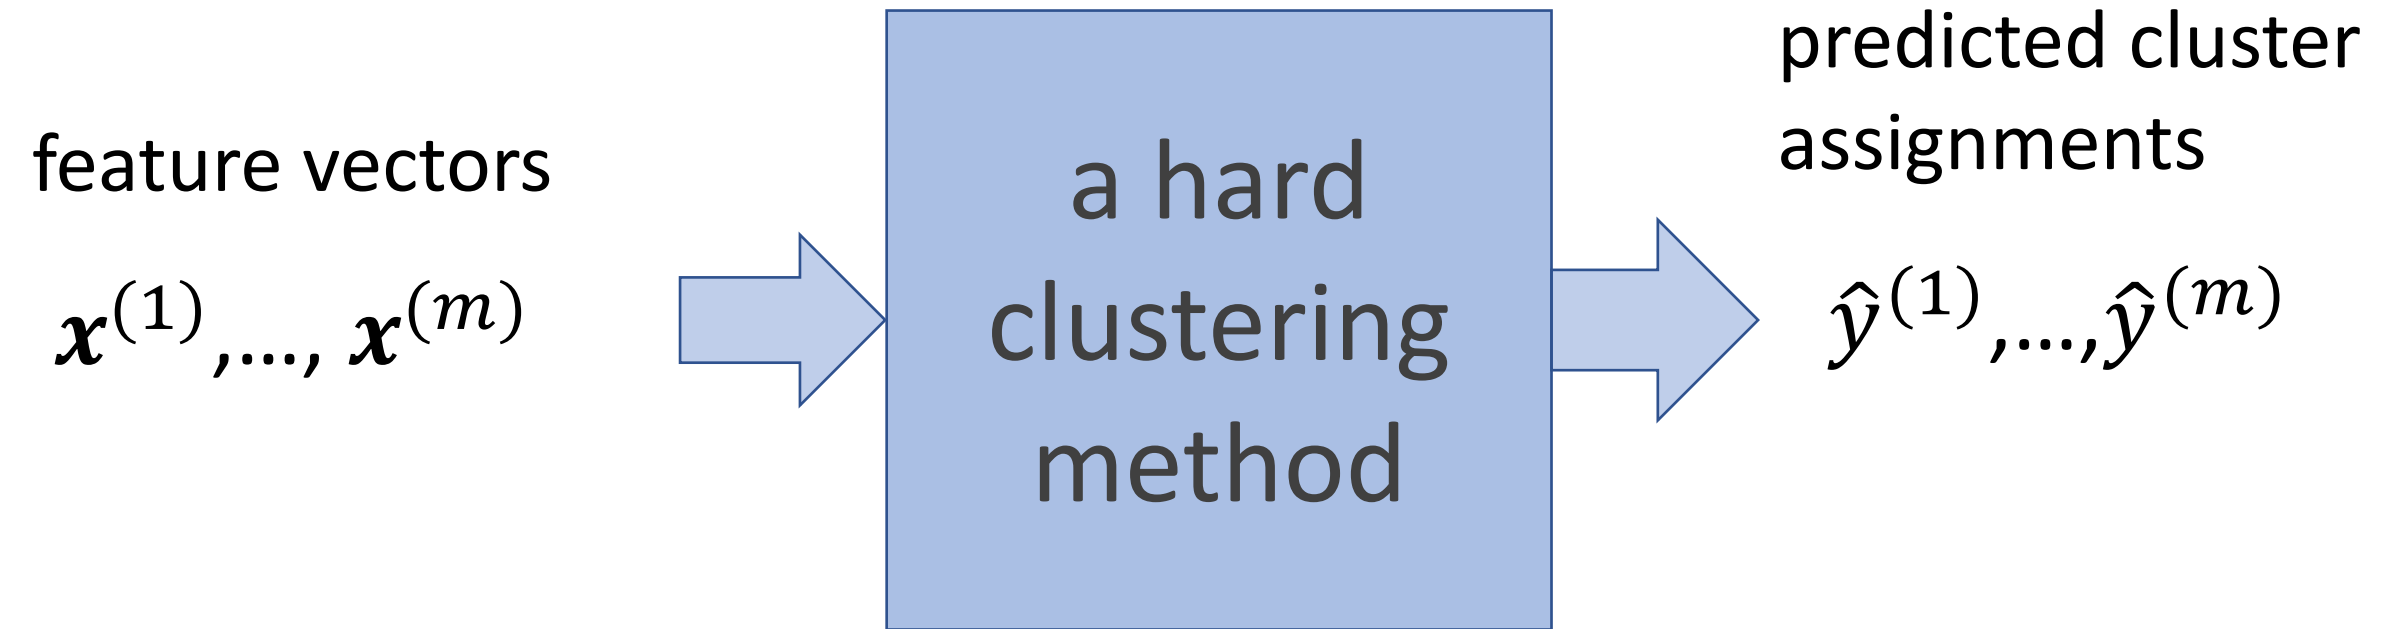 feature vectors
𝒙⁽¹⁾,..., 𝒙⁽ᵐ⁾
a hard
clustering
method
predicted cluster
assignments
ŷ⁽¹⁾,...,ŷ⁽ᵐ⁾